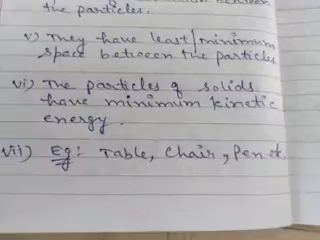 the particles.
v) They have least/minimum
space between the particles
vi) The particles of solids
have minimum kinetic
energy.
vii) Eg: Table, Chair, Pen etc.